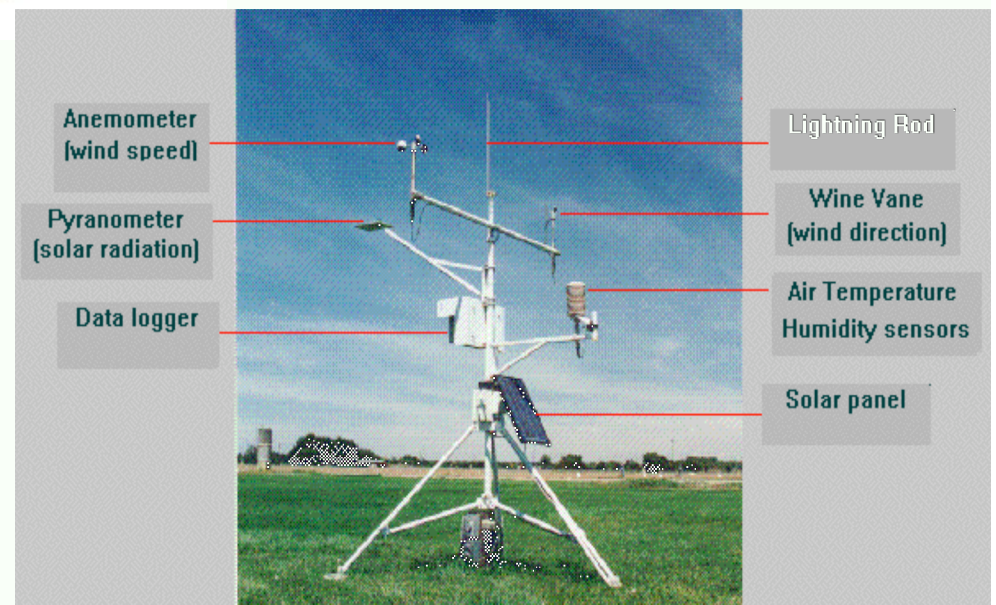 Anemometer
(wind speed)
Pyranometer
(solar radiation)
Data logger
Lightning Rod
Wine Vane
(wind direction)
Air Temperature
Humidity sensors
Solar panel